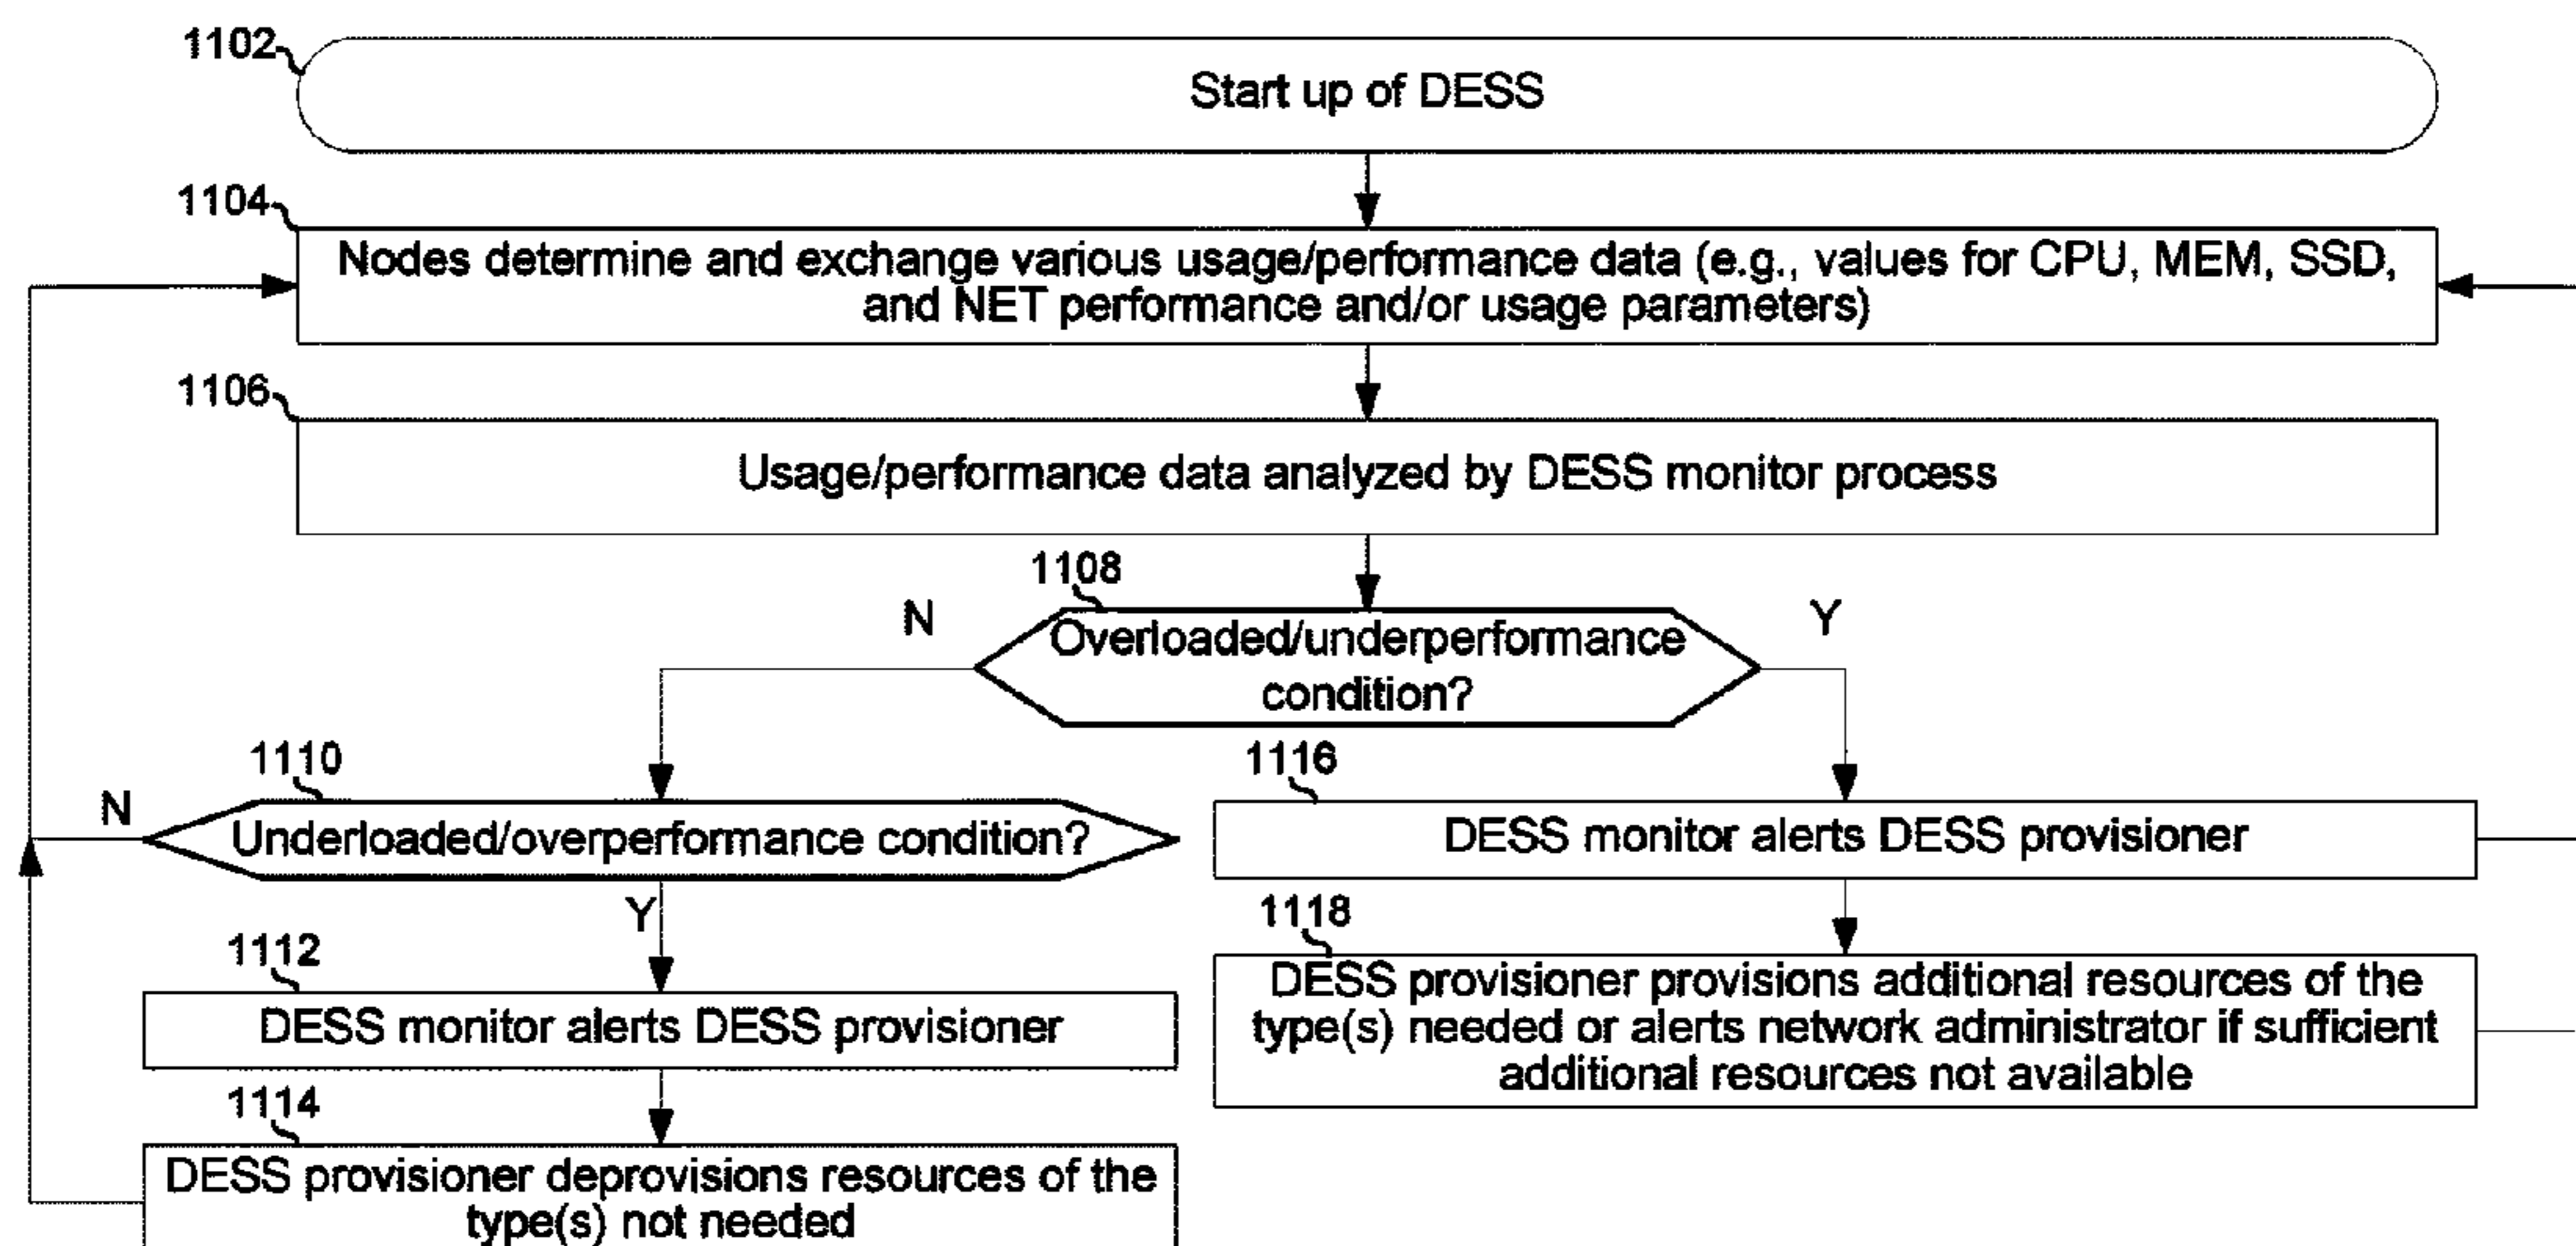 1102
Start up of DESS
1104
Nodes determine and exchange various usage/performance data (e.g., values for CPU, MEM, SSD,
and NET performance and/or usage parameters)
1106
Usage/performance data analyzed by DESS monitor process
1108
N
Y
Overloaded/underperformance
condition?
1110
1116
N
Underloaded/overperformance condition?
DESS monitor alerts DESS provisioner
Y
1112
1118
DESS monitor alerts DESS provisioner
DESS provisioner provisions additional resources of the
type(s) needed or alerts network administrator if sufficient
additional resources not available
1114
DESS provisioner deprovisions resources of the
type(s) not needed